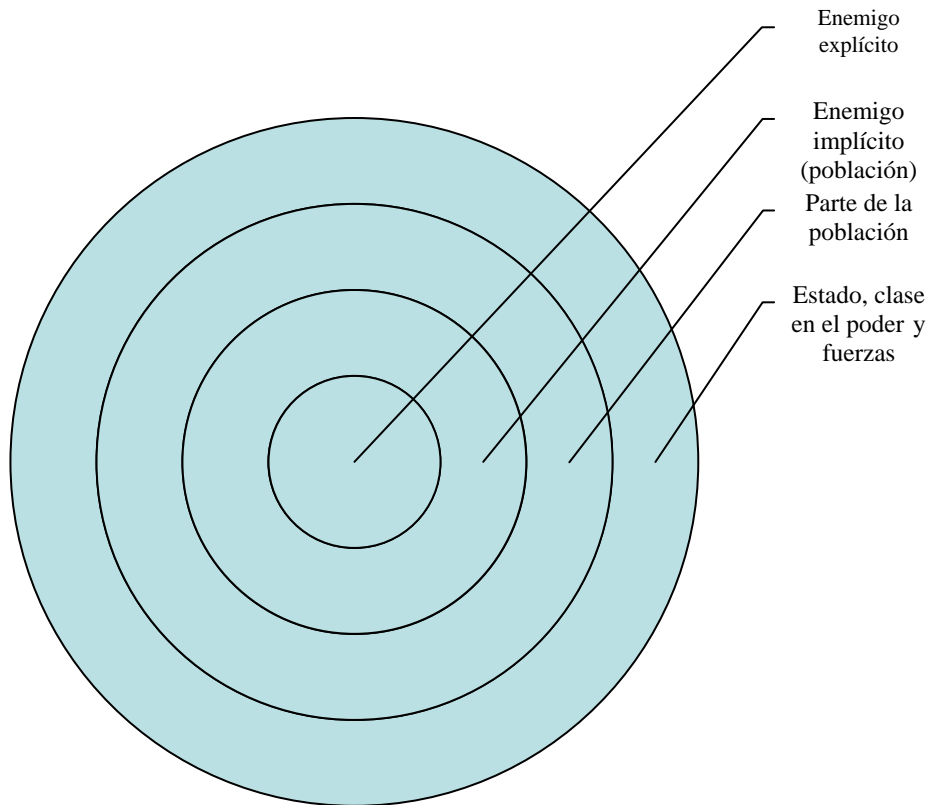 Enemigo
explícito
Enemigo
implícito
(población)
Parte de la
población
Estado, clase
en el poder y
fuerzas